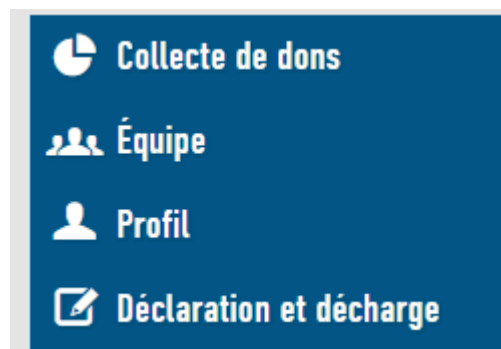 Collecte de dons
Équipe
Profil
Déclaration et décharge